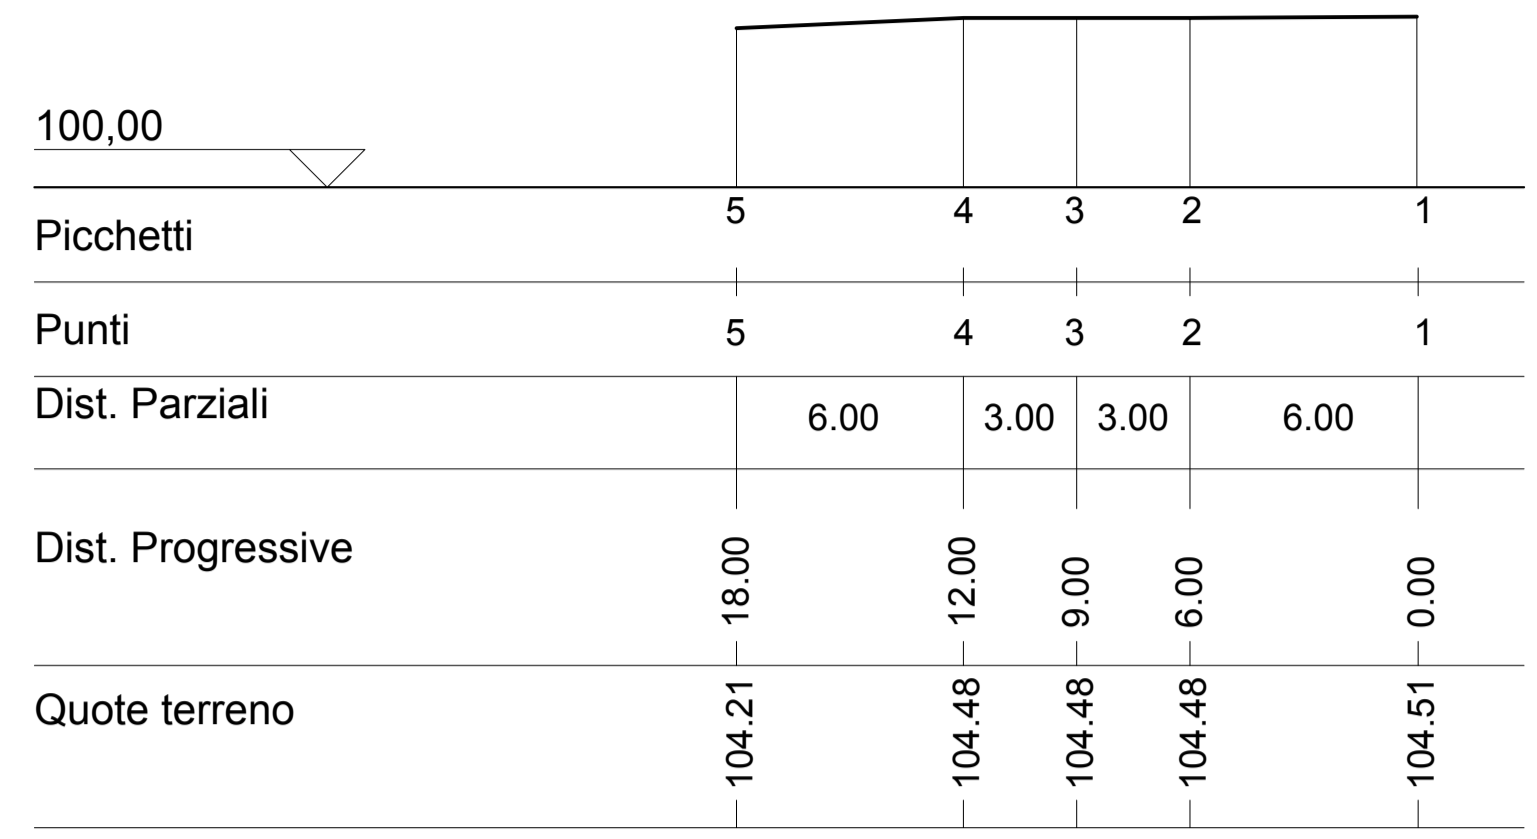 100,00
Picchetti 5 4 3 2 1
Punti 5 4 3 2 1
Dist. Parziali 6.00 3.00 3.00 6.00
Dist. Progressive 18.00 12.00 9.00 6.00 0.00
Quote terreno 104.21 104.48 104.48 104.48 104.51